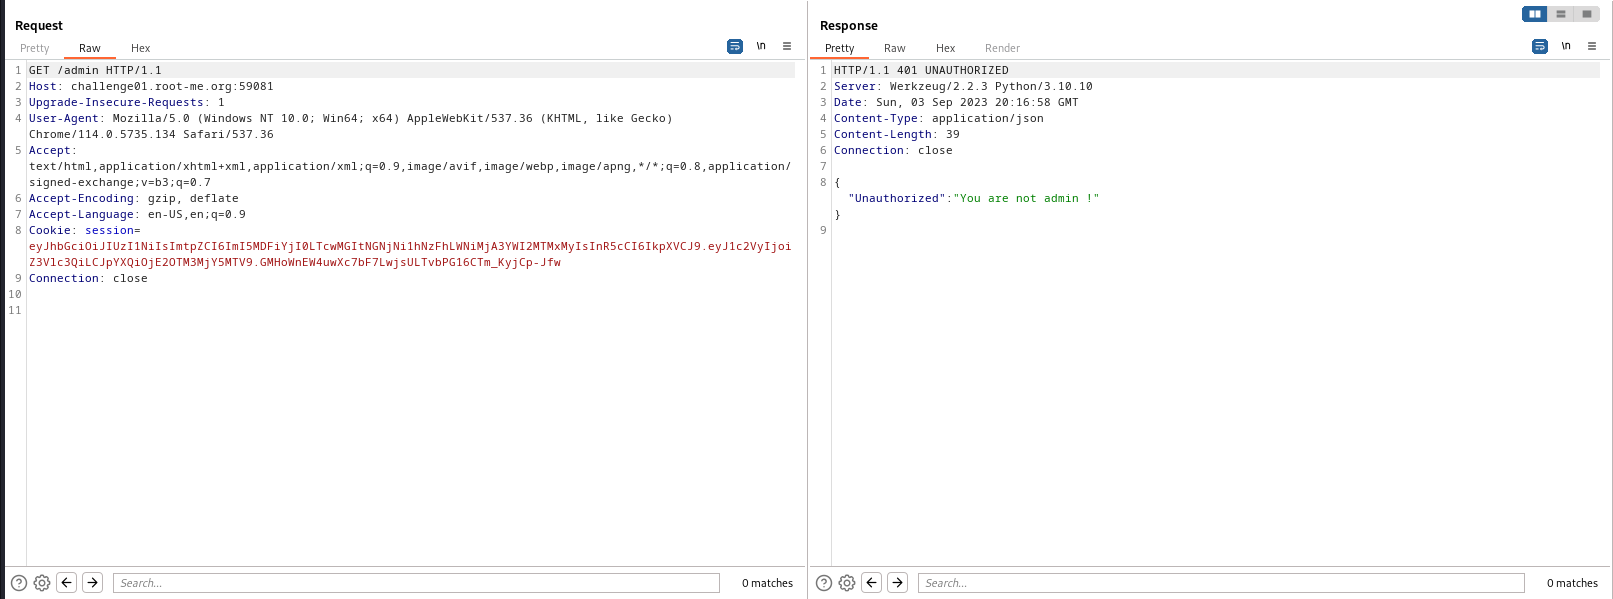 Request
Pretty Raw Hex \n
1 GET /admin HTTP/1.1
2 Host: challenge01.root-me.org:59081
3 Upgrade-Insecure-Requests: 1
4 User-Agent: Mozilla/5.0 (Windows NT 10.0; Win64; x64) AppleWebKit/537.36 (KHTML, like Gecko)
Chrome/114.0.5735.134 Safari/537.36
5 Accept:
text/html,application/xhtml+xml,application/xml;q=0.9,image/avif,image/webp,image/apng,*/*;q=0.8,application/
signed-exchange;v=b3;q=0.7
6 Accept-Encoding: gzip, deflate
7 Accept-Language: en-US,en;q=0.9
8 Cookie: session=
eyJhbGciOiJIUzI1NiIsImtpZCI6ImI5MDFiYjI0LTcwMGItNGNjNi1hNzFhLWNiMjA3YWI2MTMxMyIsInR5cCI6IkpXVCJ9.eyJ1c2VyIjoi
Z3Vlc3QiLCJpYXQiOjE2OTM3MjY5MTV9.GMHoWnEW4uwXc7bF7LwjsULTvbPG16CTm_KyjCp-Jfw
9 Connection: close
10
11
Search...
0 matches
Response
Pretty Raw Hex Render \n
1 HTTP/1.1 401 UNAUTHORIZED
2 Server: Werkzeug/2.2.3 Python/3.10.10
3 Date: Sun, 03 Sep 2023 20:16:58 GMT
4 Content-Type: application/json
5 Content-Length: 39
6 Connection: close
7
8 {
"Unauthorized":"You are not admin !"
}
9
Search...
0 matches